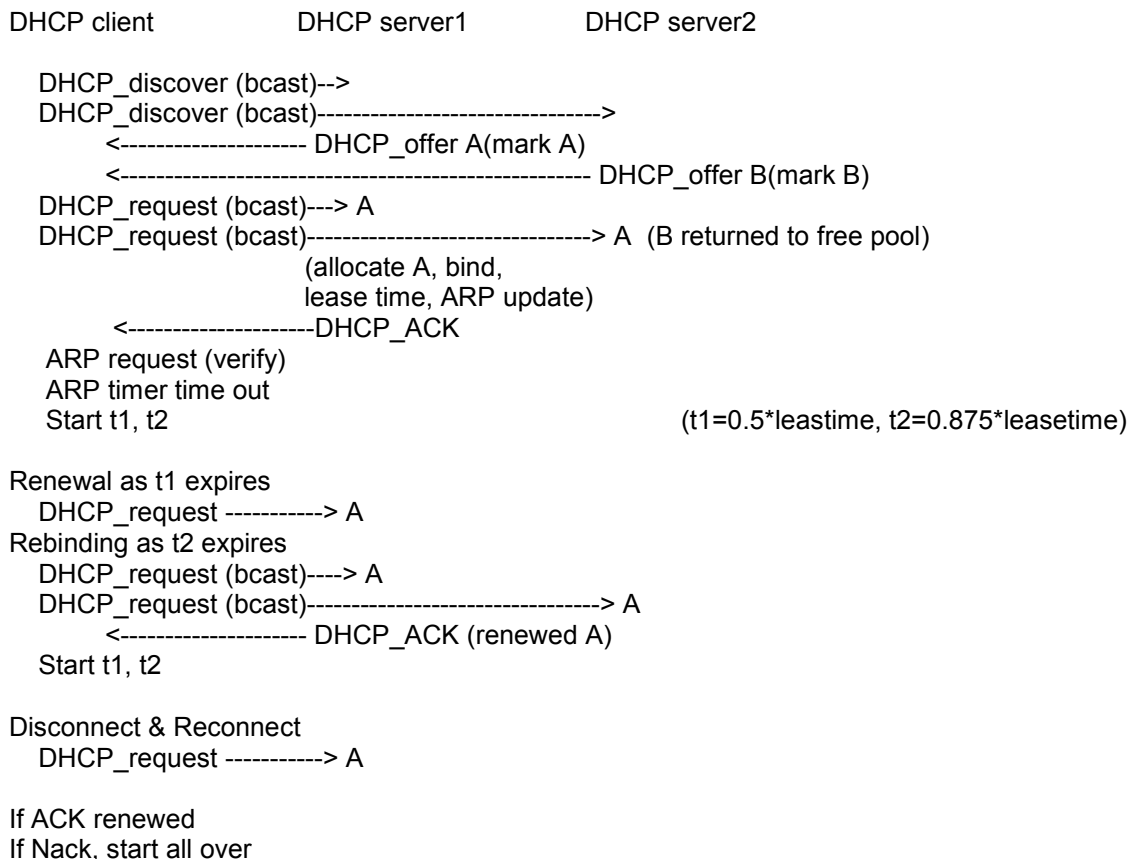 DHCP client DHCP server1 DHCP server2
DHCP_discover (bcast)-->
DHCP_discover (bcast)-------------------------------->
<--------------------- DHCP_offer A(mark A)
<----------------------------------------------------- DHCP_offer B(mark B)
DHCP_request (bcast)---> A
DHCP_request (bcast)--------------------------------> A (B returned to free pool)
(allocate A, bind,
lease time, ARP update)
<---------------------DHCP_ACK
ARP request (verify)
ARP timer time out
Start t1, t2 (t1=0.5*leastime, t2=0.875*leasetime)
Renewal as t1 expires
DHCP_request -----------> A
Rebinding as t2 expires
DHCP_request (bcast)----> A
DHCP_request (bcast)---------------------------------> A
<--------------------- DHCP_ACK (renewed A)
Start t1, t2
Disconnect & Reconnect
DHCP_request -----------> A
If ACK renewed
If Nack, start all over